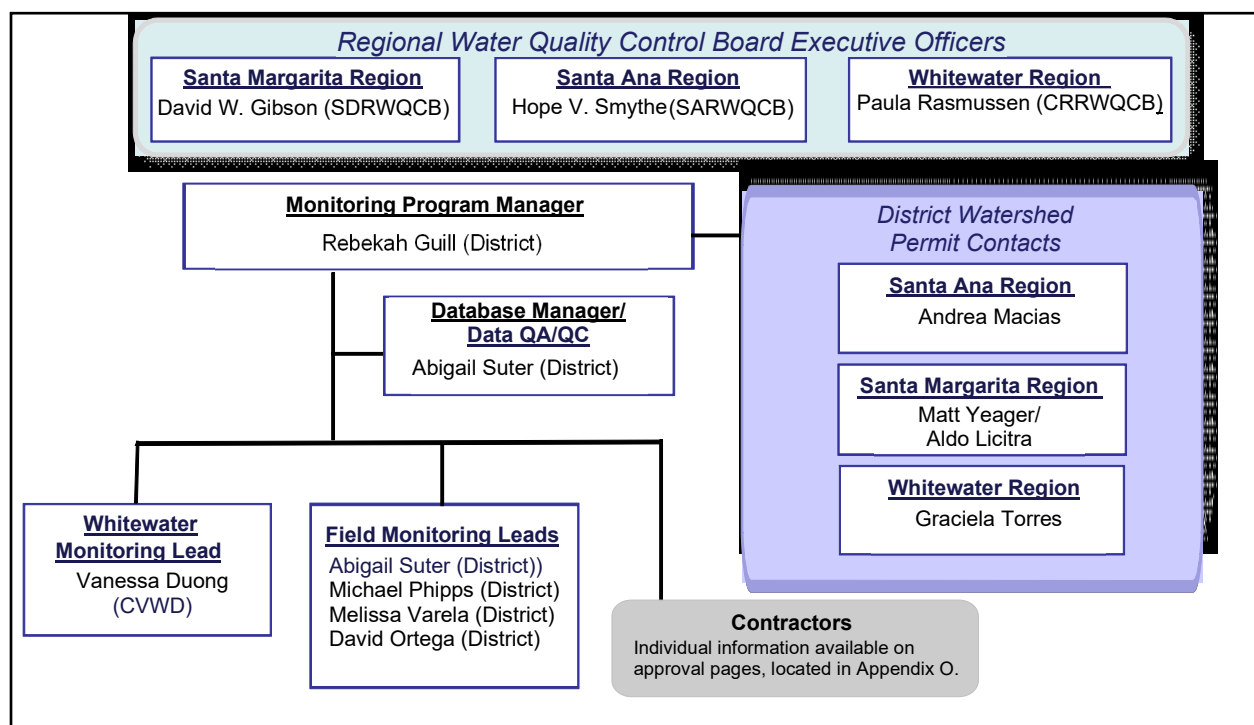 Regional Water Quality Control Board Executive Officers
Santa Margarita Region
David W. Gibson (SDRWQCB)
Santa Ana Region
Hope V. Smythe (SARWQCB)
Whitewater Region
Paula Rasmussen (CRRWQCB)
Monitoring Program Manager
Rebekah Guill (District)
Database Manager/
Data QA/QC
Abigail Suter (District)
District Watershed
Permit Contacts
Santa Ana Region
Andrea Macias
Santa Margarita Region
Matt Yeager/
Aldo Licitra
Whitewater Region
Graciela Torres
Whitewater
Monitoring Lead
Vanessa Duong
(CVWD)
Field Monitoring Leads
Abigail Suter (District))
Michael Phipps (District)
Melissa Varela (District)
David Ortega (District)
Contractors
Individual information available on
approval pages, located in Appendix O.